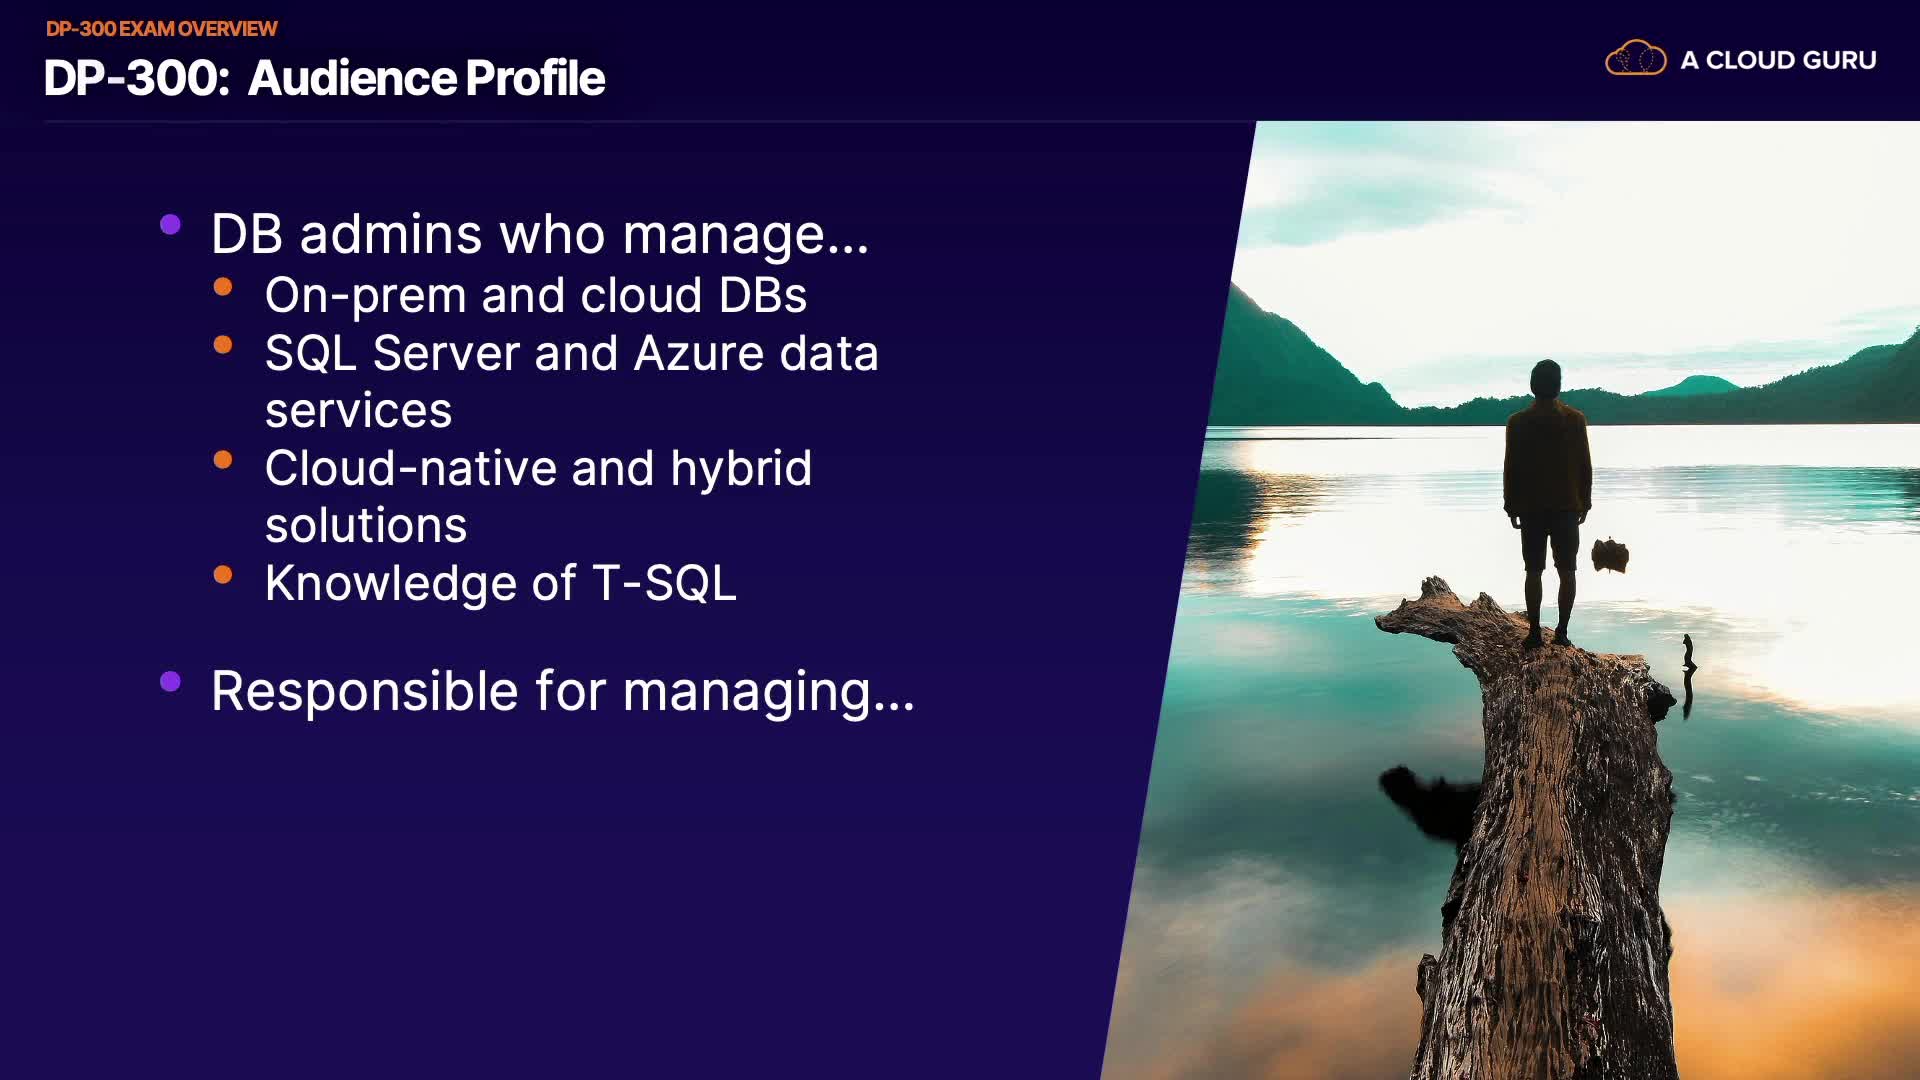 DP-300 EXAM OVERVIEW
DP-300: Audience Profile
A CLOUD GURU
DB admins who manage...
On-prem and cloud DBs
SQL Server and Azure data
services
Cloud-native and hybrid
solutions
Knowledge of T-SQL
Responsible for managing...